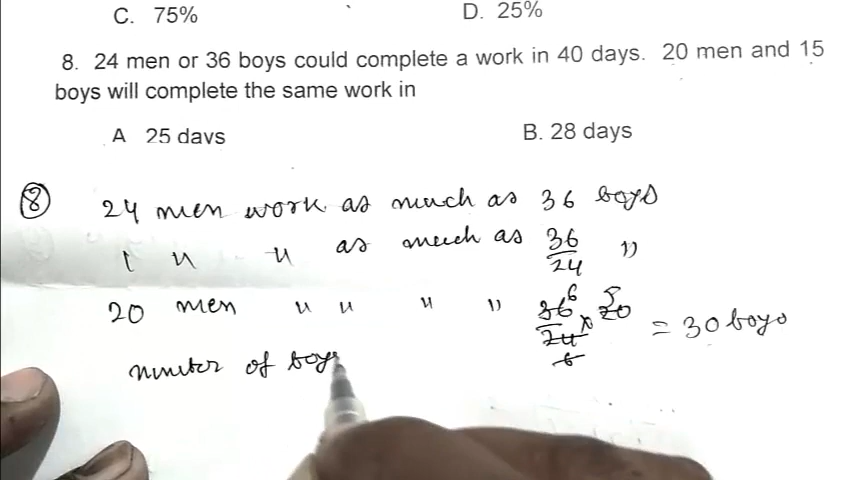 C. 75% D. 25%
8. 24 men or 36 boys could complete a work in 40 days. 20 men and 15
boys will complete the same work in
A 25 days B. 28 days
8 24 men work as much as 36 boys
1 " " as much as 36/24 "
20 men " " " " 36/24 x 20 = 30 boys
number of boys